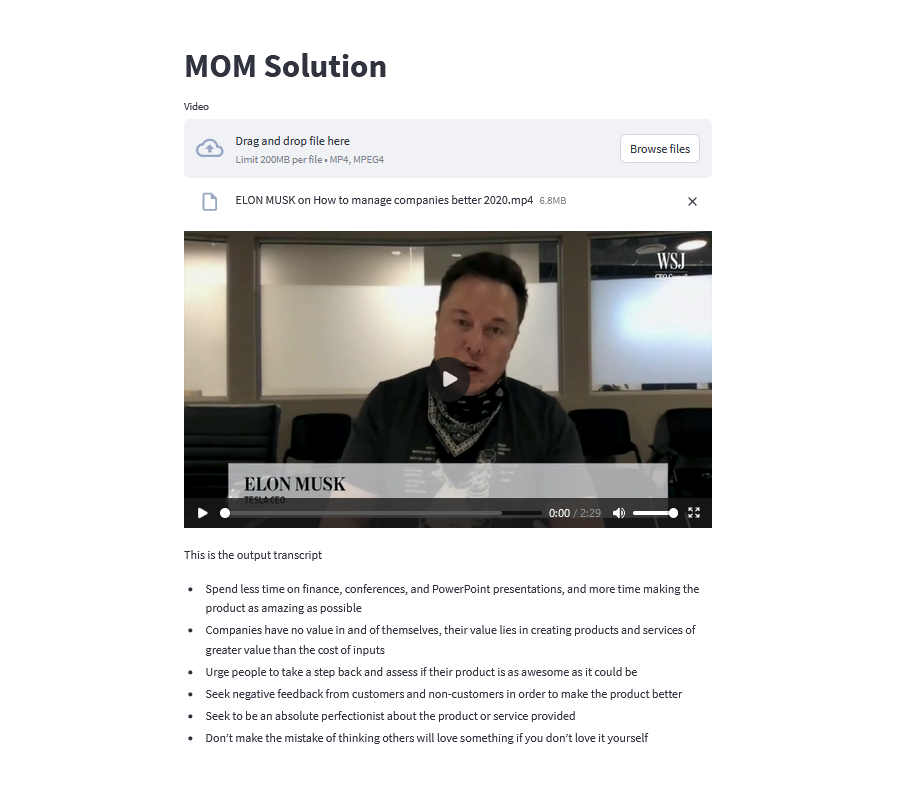 MOM Solution
Video
Drag and drop file here
Limit 200MB per file • MP4, MPEG4
Browse files
ELON MUSK on How to manage companies better 2020.mp4 6.8MB
WSJ
ELON MUSK
TESLA CEO
0:00 / 2:29
This is the output transcript
• Spend less time on finance, conferences, and PowerPoint presentations, and more time making the
product as amazing as possible
• Companies have no value in and of themselves, their value lies in creating products and services of
greater value than the cost of inputs
• Urge people to take a step back and assess if their product is as awesome as it could be
• Seek negative feedback from customers and non-customers in order to make the product better
• Seek to be an absolute perfectionist about the product or service provided
• Don’t make the mistake of thinking others will love something if you don’t love it yourself